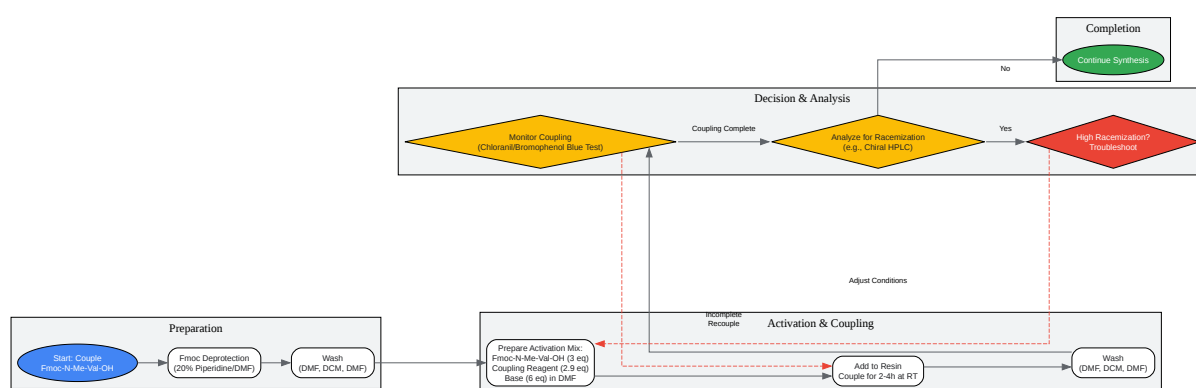 Completion
Continue Synthesis
No
Decision & Analysis
Monitor Coupling
(Chloranil/Bromophenol Blue Test)
Coupling Complete
Analyze for Racemization
(e.g., Chiral HPLC)
Yes
High Racemization?
Troubleshoot
Adjust Conditions
Incomplete
Recouple
Preparation
Start: Couple
Fmoc-N-Me-Val-OH
Fmoc Deprotection
(20% Piperidine/DMF)
Wash
(DMF, DCM, DMF)
Activation & Coupling
Prepare Activation Mix:
Fmoc-N-Me-Val-OH (3 eq)
Coupling Reagent (2.9 eq)
Base (6 eq) in DMF
Add to Resin
Couple for 2-4h at RT
Wash
(DMF, DCM, DMF)